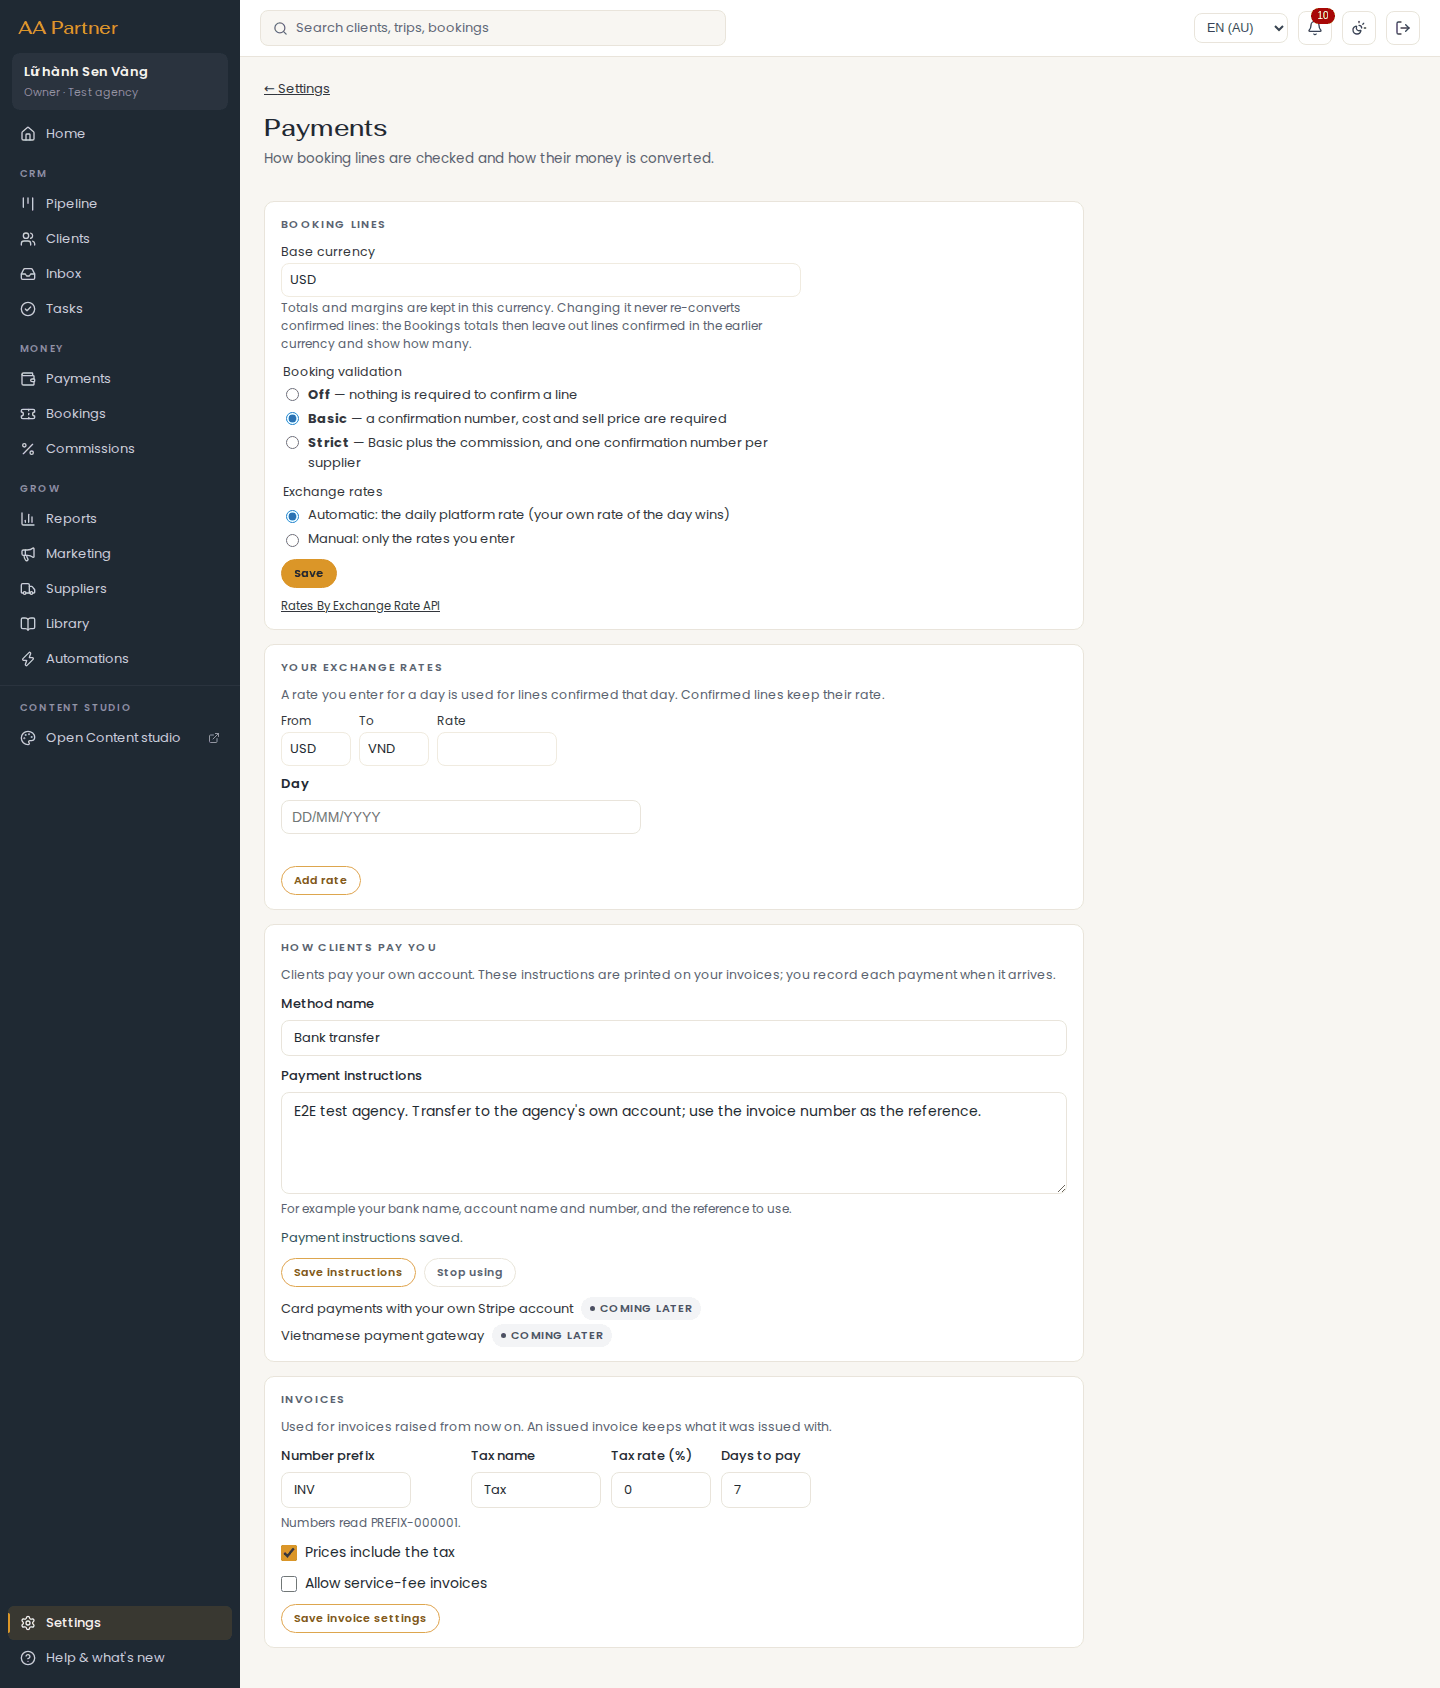 AA Partner
Lữ hành Sen Vàng
Owner · Test agency
Home
CRM
Pipeline
Clients
Inbox
Tasks
MONEY
Payments
Bookings
Commissions
GROW
Reports
Marketing
Suppliers
Library
Automations
CONTENT STUDIO
Open Content studio
Settings
Help & what's new
Search clients, trips, bookings
EN (AU)
10
← Settings
Payments
How booking lines are checked and how their money is converted.
BOOKING LINES
Base currency
USD
Totals and margins are kept in this currency. Changing it never re-converts
confirmed lines: the Bookings totals then leave out lines confirmed in the earlier
currency and show how many.
Booking validation
Off — nothing is required to confirm a line
Basic — a confirmation number, cost and sell price are required
Strict — Basic plus the commission, and one confirmation number per
supplier
Exchange rates
Automatic: the daily platform rate (your own rate of the day wins)
Manual: only the rates you enter
Save
Rates By Exchange Rate API
YOUR EXCHANGE RATES
A rate you enter for a day is used for lines confirmed that day. Confirmed lines keep their rate.
From To Rate
USD VND
Day
DD/MM/YYYY
Add rate
HOW CLIENTS PAY YOU
Clients pay your own account. These instructions are printed on your invoices; you record each payment when it arrives.
Method name
Bank transfer
Payment instructions
E2E test agency. Transfer to the agency's own account; use the invoice number as the reference.
For example your bank name, account name and number, and the reference to use.
Payment instructions saved.
Save instructions Stop using
Card payments with your own Stripe account • COMING LATER
Vietnamese payment gateway • COMING LATER
INVOICES
Used for invoices raised from now on. An issued invoice keeps what it was issued with.
Number prefix Tax name Tax rate (%) Days to pay
INV Tax 0 7
Numbers read PREFIX-000001.
Prices include the tax
Allow service-fee invoices
Save invoice settings